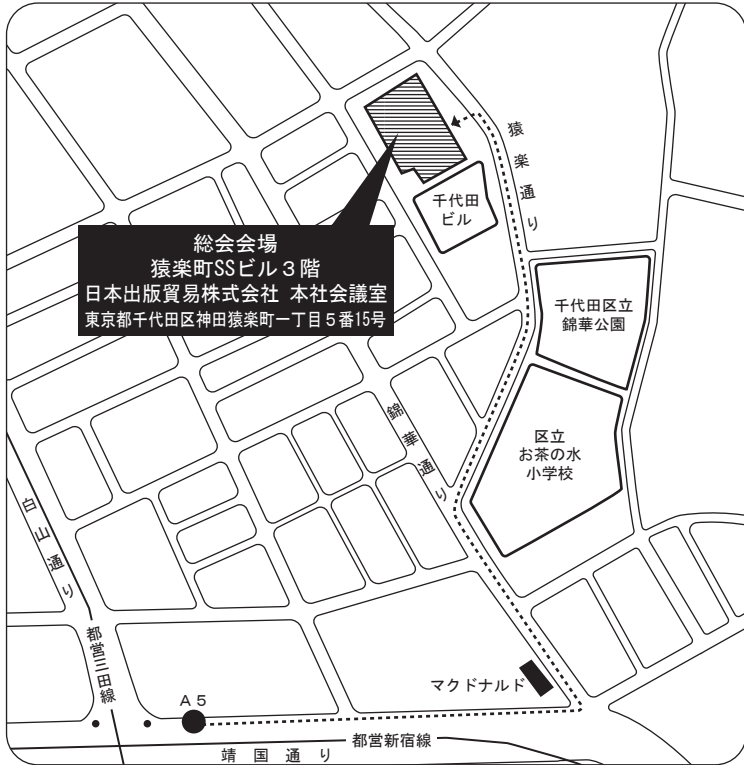 猿楽通り
千代田
ビル
総会会場
猿楽町SSビル３階
日本出版貿易株式会社 本社会議室
東京都千代田区神田猿楽町一丁目５番15号
千代田区立
錦華公園
錦華通り
区立
お茶の水
小学校
白山通り
都営三田線
マクドナルド
A5
都営新宿線
靖国通り